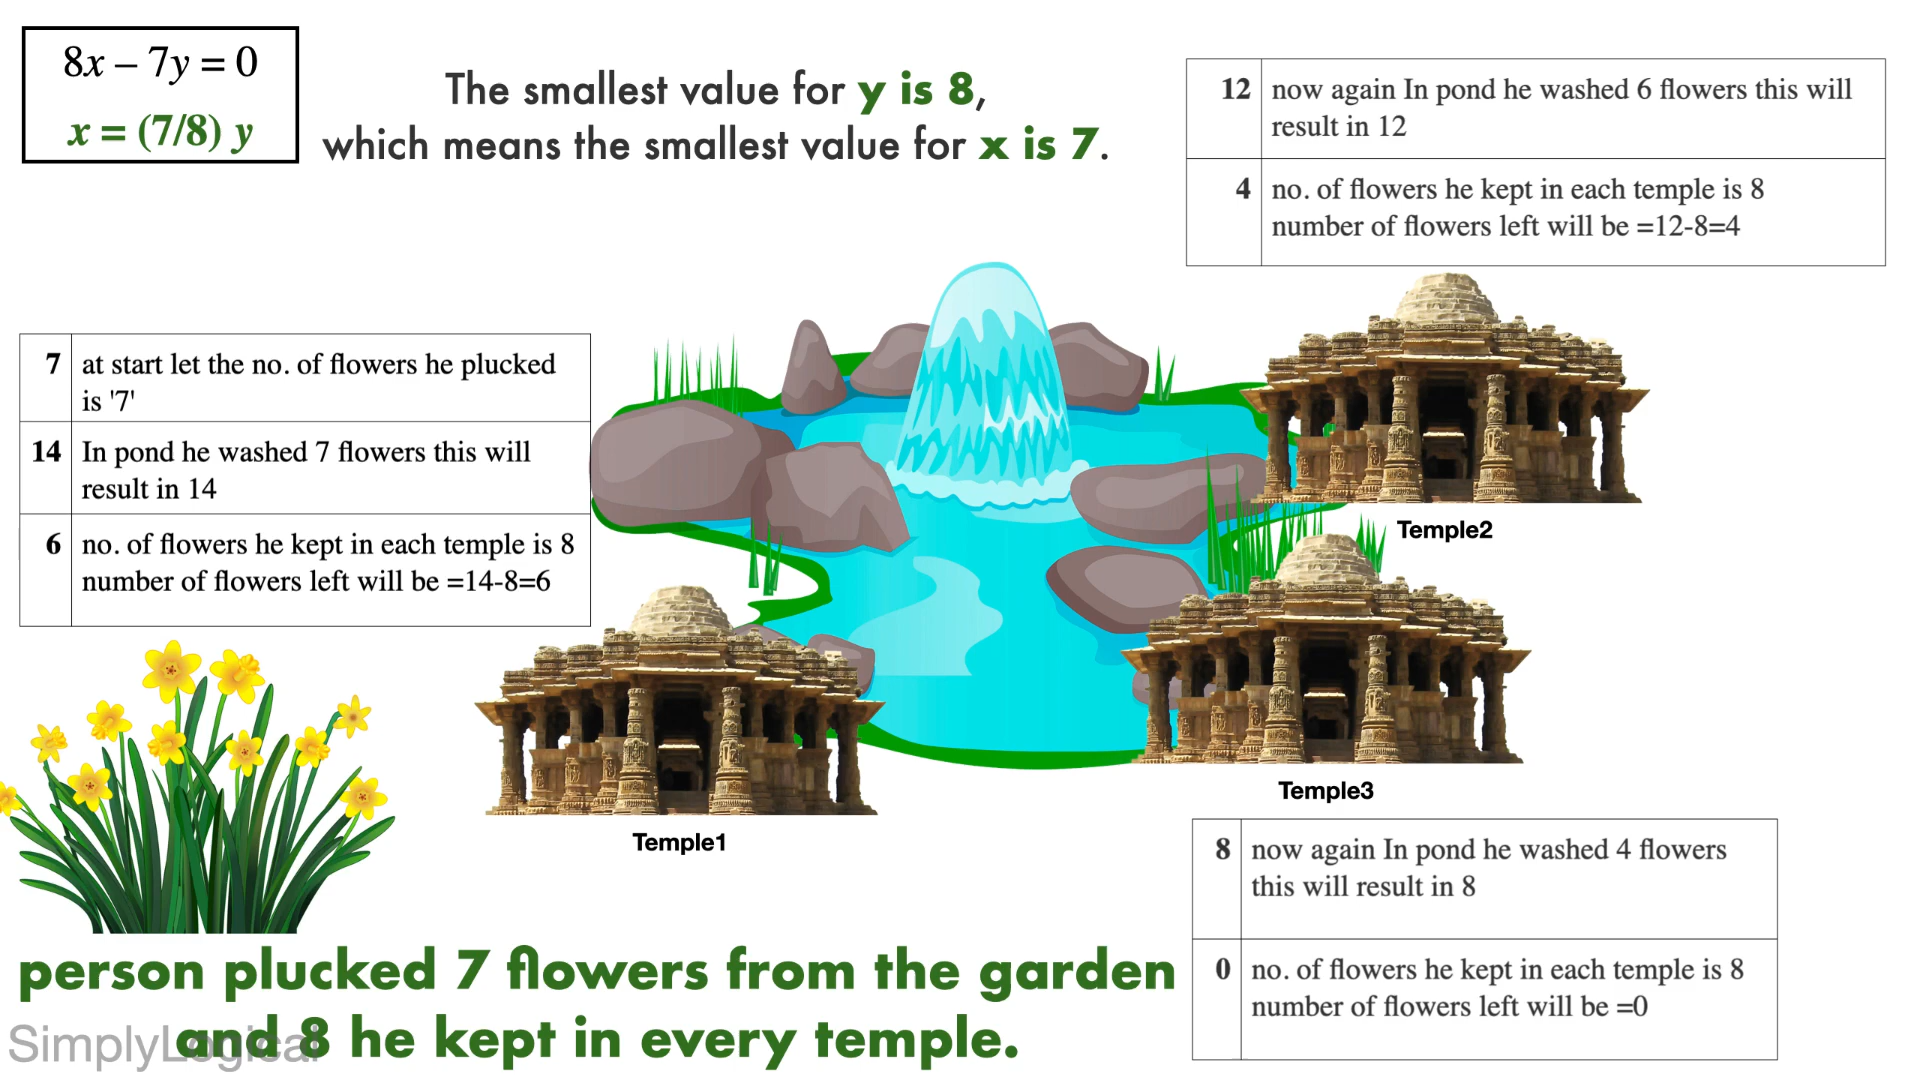 8x – 7y = 0
x = (7/8) y
The smallest value for y is 8,
which means the smallest value for x is 7.
12 now again In pond he washed 6 flowers this will
result in 12
4 no. of flowers he kept in each temple is 8
number of flowers left will be =12-8=4
7 at start let the no. of flowers he plucked
is '7'
14 In pond he washed 7 flowers this will
result in 14
6 no. of flowers he kept in each temple is 8
number of flowers left will be =14-8=6
Temple2
Temple3
Temple1
8 now again In pond he washed 4 flowers
this will result in 8
0 no. of flowers he kept in each temple is 8
number of flowers left will be =0
person plucked 7 flowers from the garden
and 8 he kept in every temple.
SimplyLogical